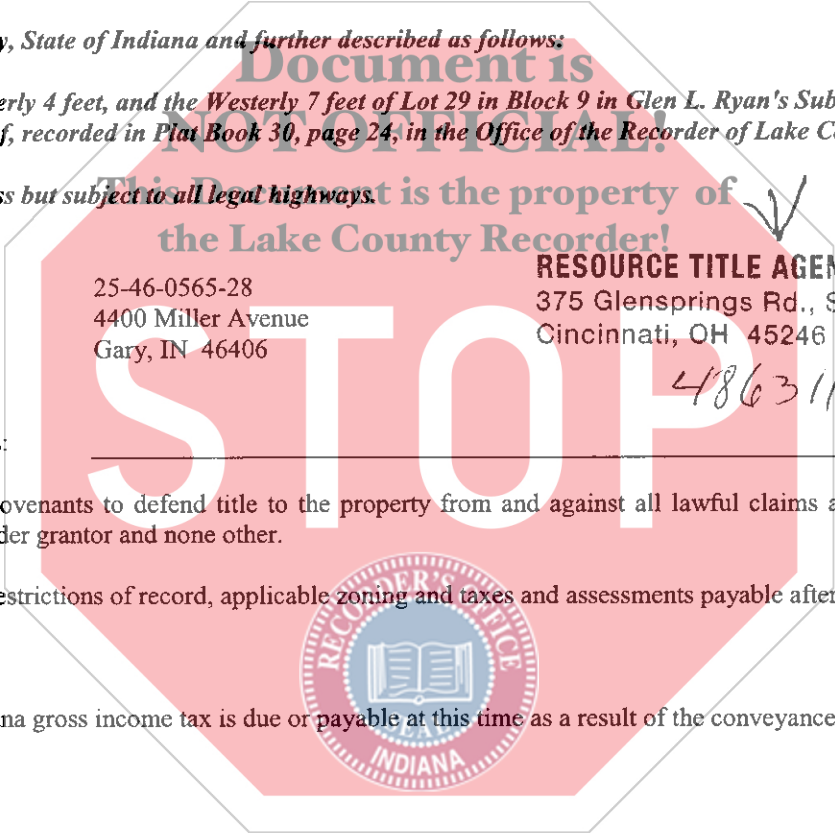 y, State of Indiana and further described as follows:
Document is
erly 4 feet, and the Westerly 7 feet of Lot 29 in Block 9 in Glen L. Ryan's Sub
f, recorded in Plat Book 30, page 24, in the Office of the Recorder of Lake C
NOT OFFICIAL!
ss but subject to all legal highways.
This Document is the property of
the Lake County Recorder!
RESOURCE TITLE AGEN
25-46-0565-28
375 Glensprings Rd., S
4400 Miller Avenue
Cincinnati, OH 45246
Gary, IN 46406
486311
STOP
s:
ovenants to defend title to the property from and against all lawful claims a
der grantor and none other.
estrictions of record, applicable zoning and taxes and assessments payable after
RECORDER'S OFFICE
SEAL
INDIANA
na gross income tax is due or payable at this time as a result of the conveyance